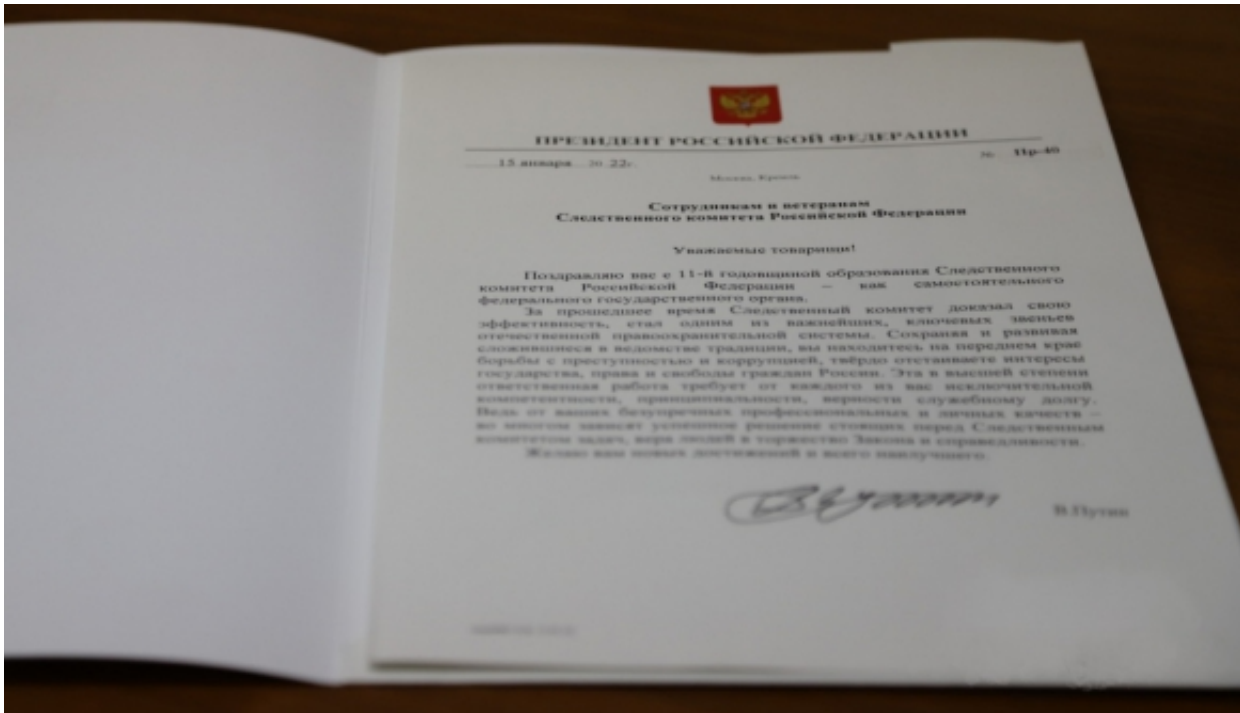 ПРЕЗИДЕНТ РОССИЙСКОЙ ФЕДЕРАЦИИ
15 января 20 22г.
№ Пр-40
Москва, Кремль
Сотрудникам и ветеранам
Следственного комитета Российской Федерации
Уважаемые товарищи!
Поздравляю вас с 11-й годовщиной образования Следственного
комитета Российской Федерации – как самостоятельного
федерального государственного органа.
За прошедшее время Следственный комитет доказал свою
эффективность, стал одним из важнейших, ключевых звеньев
отечественной правоохранительной системы. Сохраняя и развивая
сложившиеся в ведомстве традиции, вы находитесь на переднем крае
борьбы с преступностью и коррупцией, твёрдо отстаиваете интересы
государства, права и свободы граждан России. Эта в высшей степени
ответственная работа требует от каждого из вас исключительной
компетентности, принципиальности, верности служебному долгу.
Ведь от ваших безупречных профессиональных и личных качеств –
во многом зависят успешное решение стоящих перед Следственным
комитетом задач, вера людей в торжество Закона и справедливости.
Желаю вам новых достижений и всего наилучшего.
В.Путин